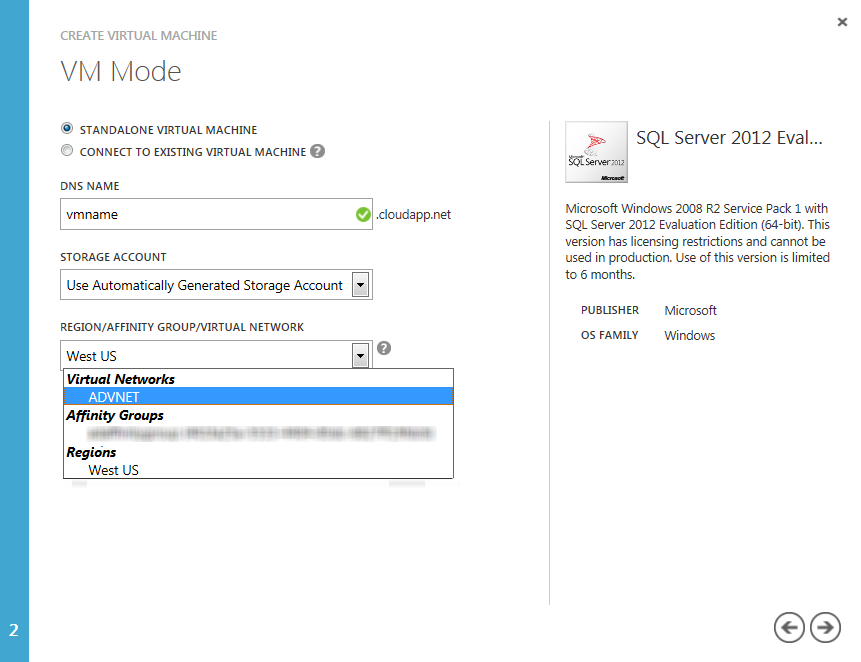 CREATE VIRTUAL MACHINE
VM Mode
STANDALONE VIRTUAL MACHINE
CONNECT TO EXISTING VIRTUAL MACHINE ?
DNS NAME
vmname
.cloudapp.net
STORAGE ACCOUNT
Use Automatically Generated Storage Account
REGION/AFFINITY GROUP/VIRTUAL NETWORK
West US
?
Virtual Networks
ADVNET
Affinity Groups
Regions
West US
2
Microsoft
SQL Server 2012
Microsoft
SQL Server 2012 Eval...
Microsoft Windows 2008 R2 Service Pack 1 with
SQL Server 2012 Evaluation Edition (64-bit). This
version has licensing restrictions and cannot be
used in production. Use of this version is limited
to 6 months.
PUBLISHER Microsoft
OS FAMILY Windows